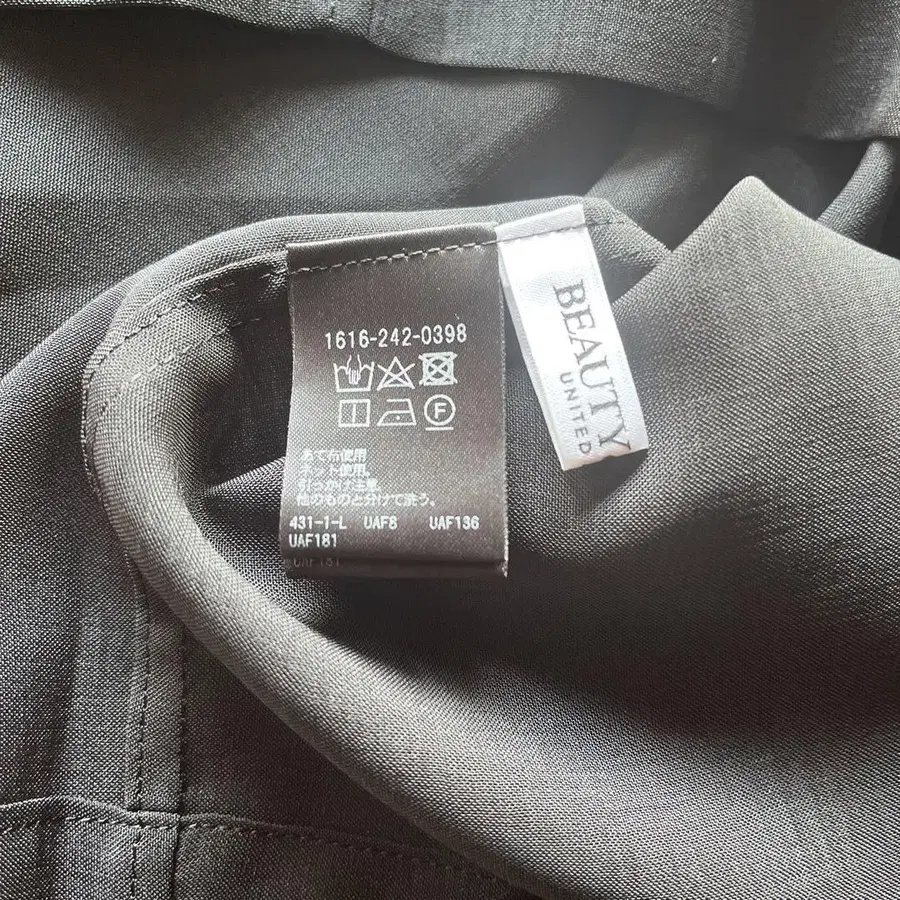 1616-242-0398
F
あて布使用
ネット使用。
引っかけ注意
他のものと分けて洗う。
431-1-L UAF8 UAF136
UAF181
BEAUTY
UNITED